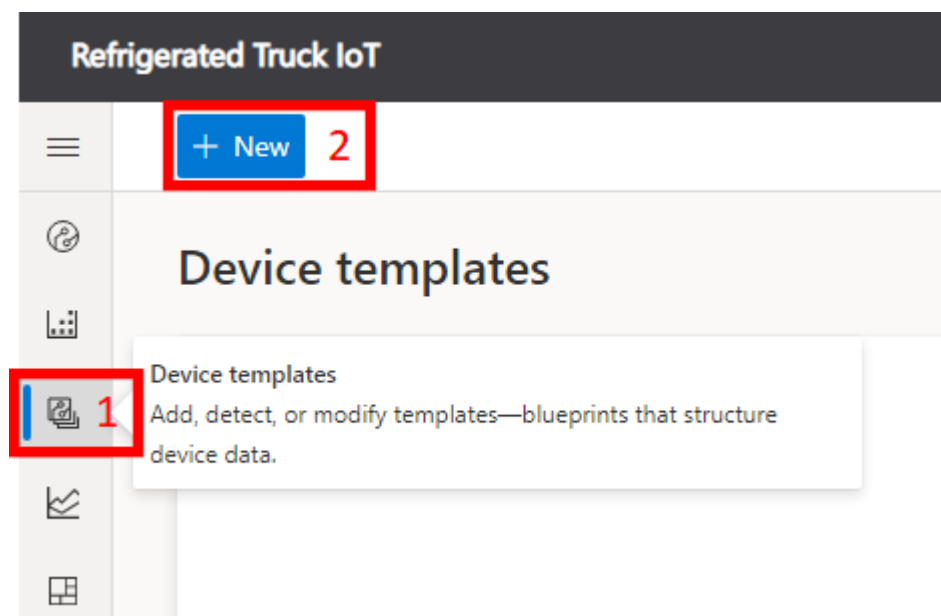 Refrigerated Truck IoT
+ New 2
Device templates
Device templates
1
Add, detect, or modify templates—blueprints that structure
device data.